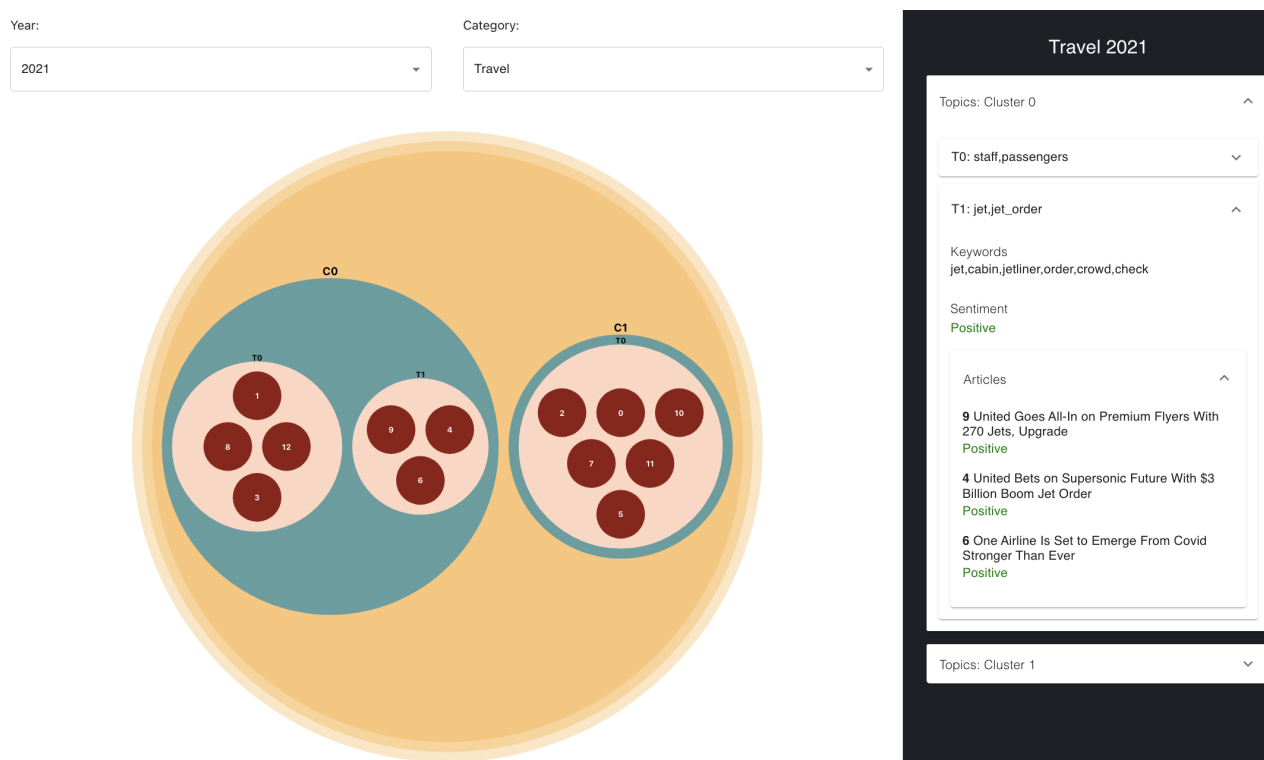 Year:
Category:
2021
Travel
Travel 2021
Topics: Cluster 0
T0: staff,passengers
T1: jet,jet_order
Keywords
jet,cabin,jetliner,order,crowd,check
Sentiment
Positive
Articles
9 United Goes All-In on Premium Flyers With
270 Jets, Upgrade
Positive
4 United Bets on Supersonic Future With $3
Billion Boom Jet Order
Positive
6 One Airline Is Set to Emerge From Covid
Stronger Than Ever
Positive
Topics: Cluster 1
C0
T0
1
8
12
3
T1
9
4
6
C1
T0
2
0
10
7
11
5